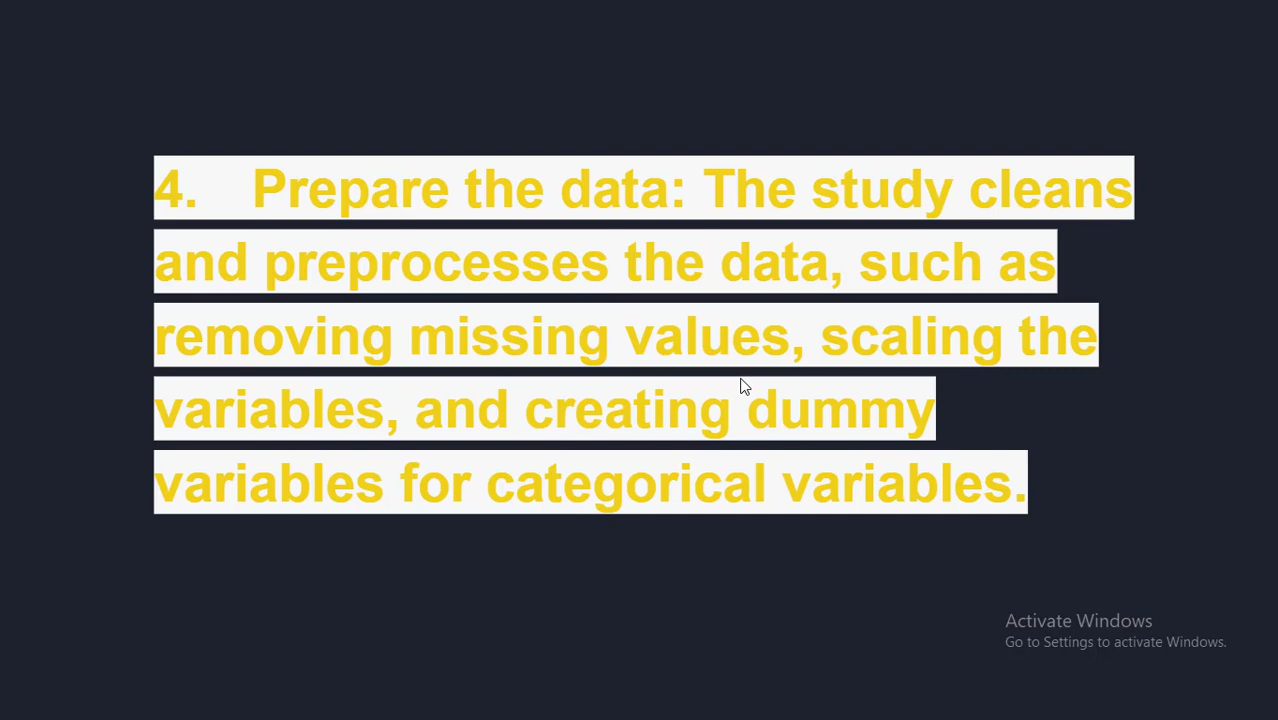 4. Prepare the data: The study cleans
and preprocesses the data, such as
removing missing values, scaling the
variables, and creating dummy
variables for categorical variables.
Activate Windows
Go to Settings to activate Windows.